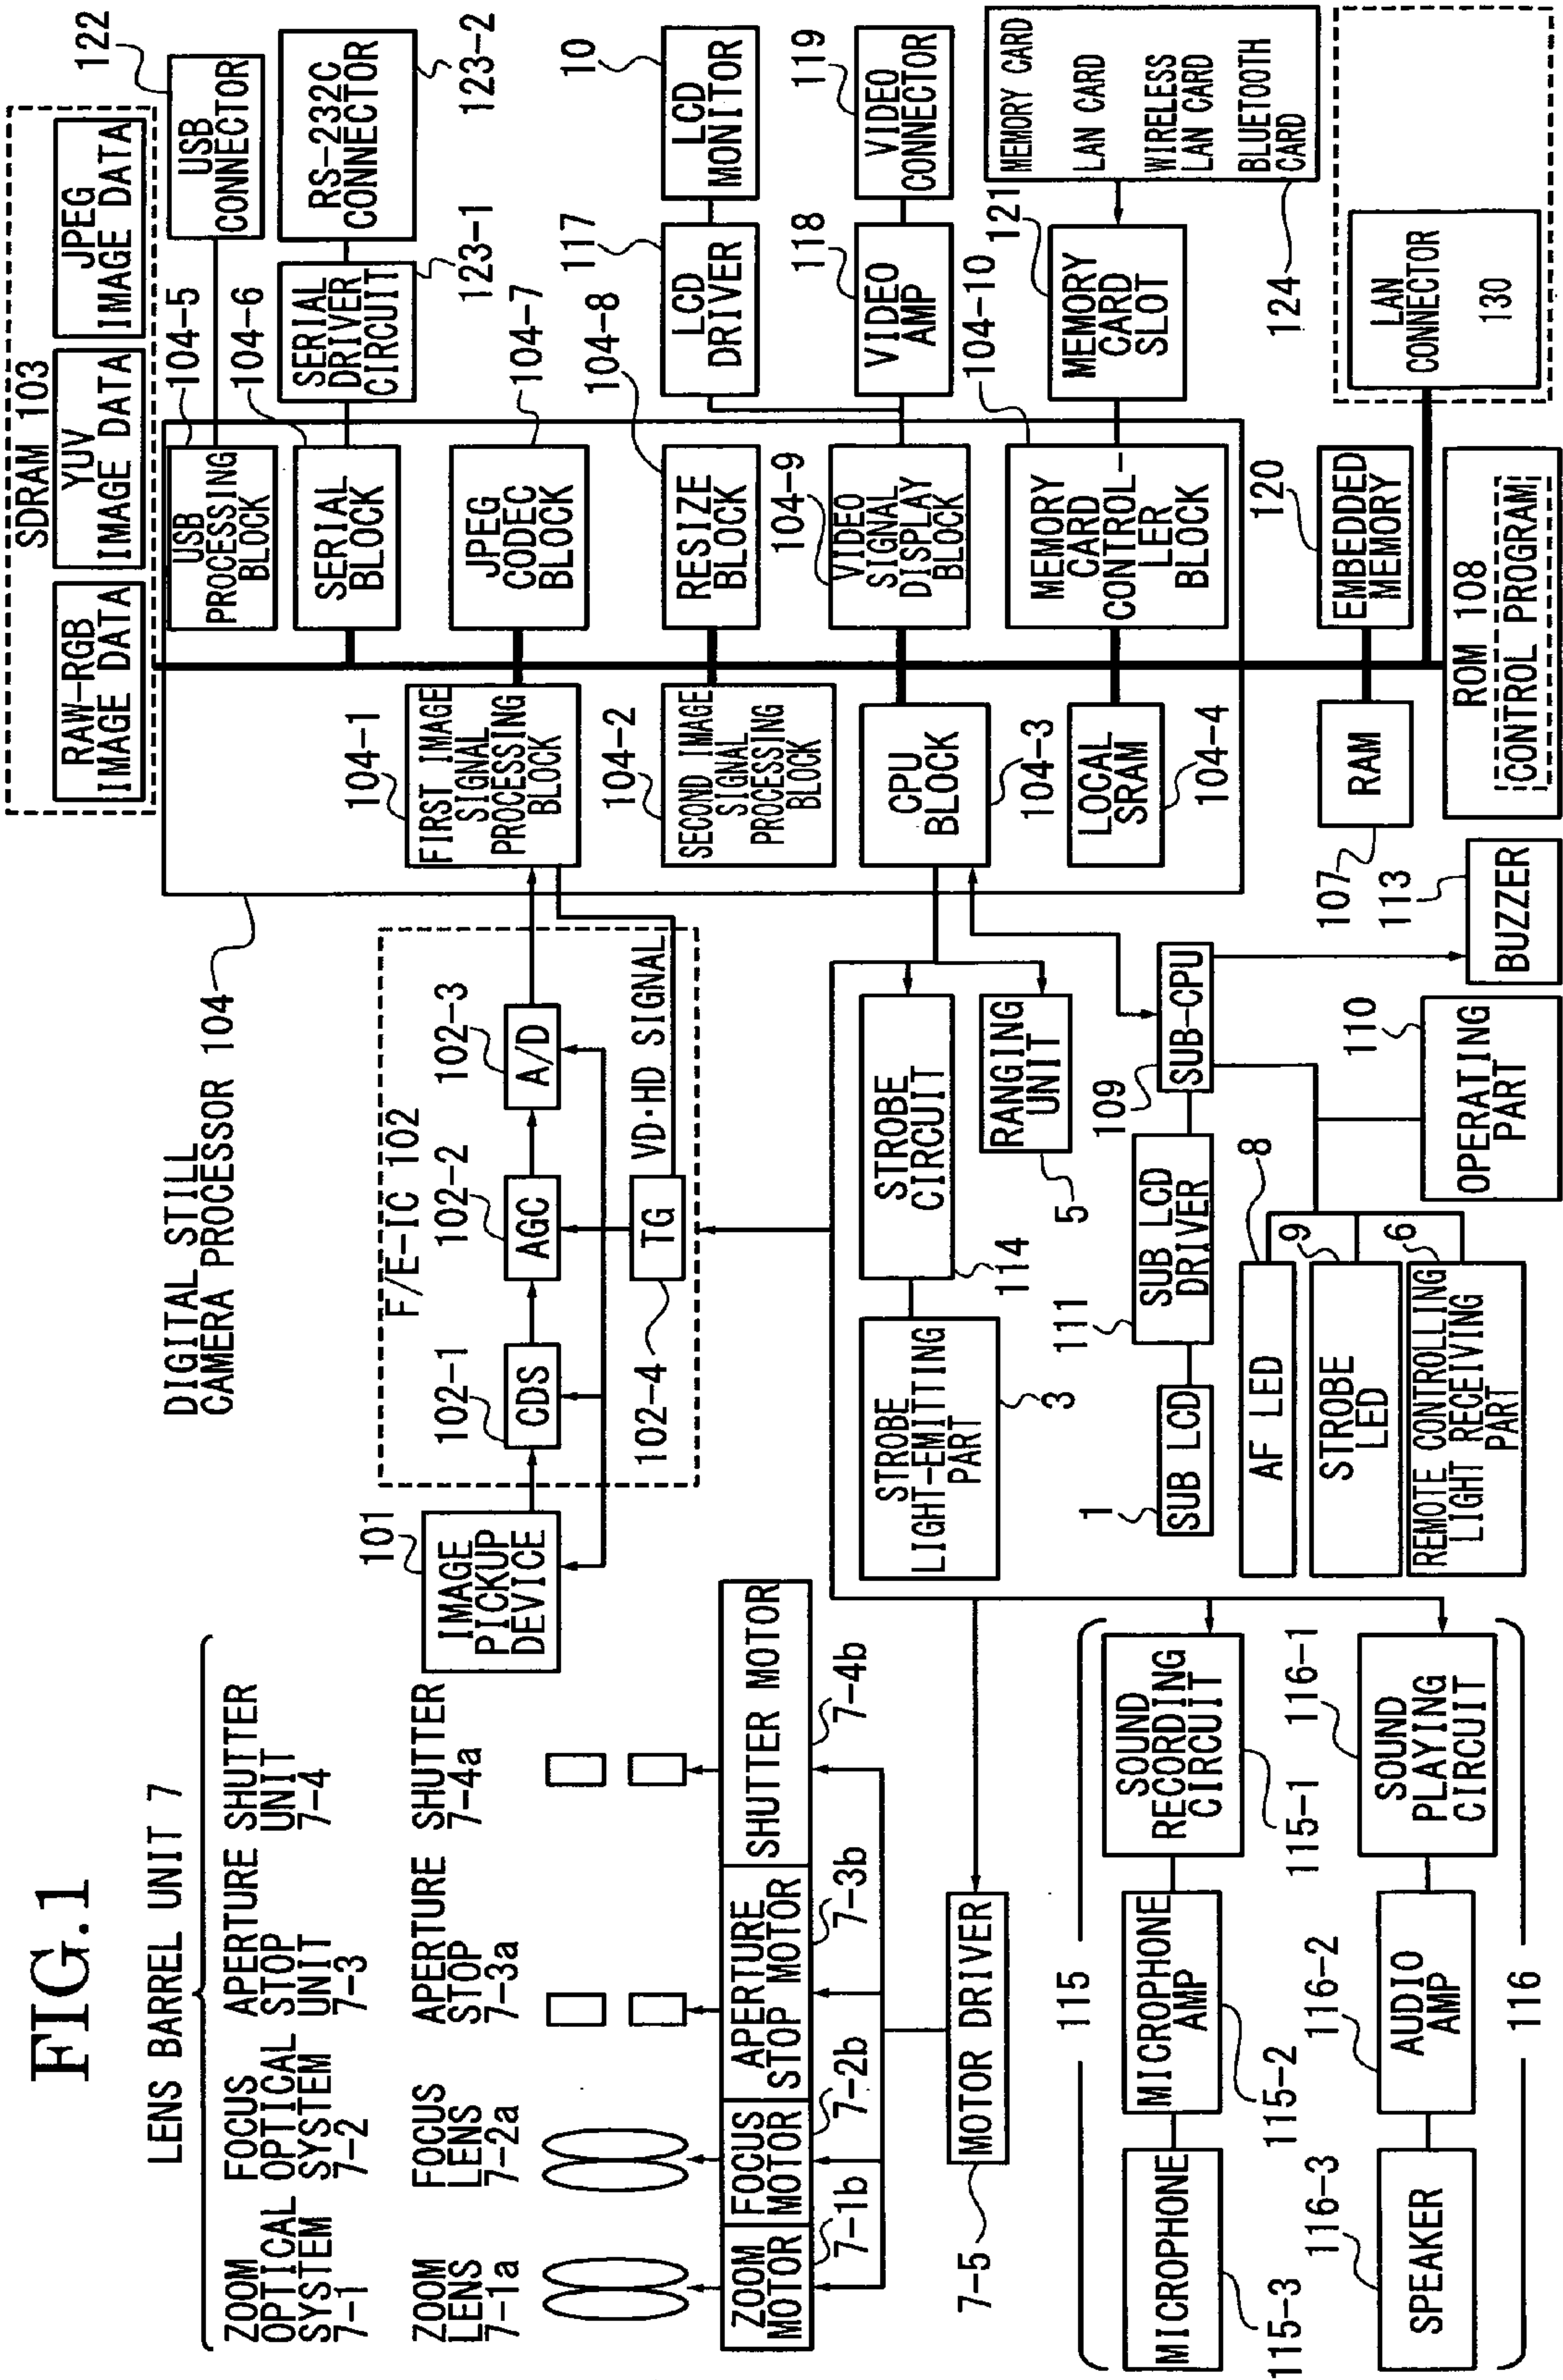 FIG.1
LENS BARREL UNIT 7
ZOOM
OPTICAL
SYSTEM
7-1
FOCUS
OPTICAL
SYSTEM
7-2
APERTURE
STOP
UNIT
7-3
SHUTTER
UNIT
7-4
ZOOM
LENS
7-1a
FOCUS
LENS
7-2a
APERTURE
STOP
7-3a
SHUTTER
7-4a
ZOOM
MOTOR
7-1b
FOCUS
MOTOR
7-2b
APERTURE
STOP MOTOR
7-3b
SHUTTER MOTOR
7-4b
MOTOR DRIVER
7-5
115
MICROPHONE
115-3
MICROPHONE
AMP
115-2
SOUND
RECORDING
CIRCUIT
115-1
SPEAKER
116-3
AUDIO
AMP
116-2
SOUND
PLAYING
CIRCUIT
116-1
116
DIGITAL STILL
CAMERA PROCESSOR 104
101
IMAGE
PICKUP
DEVICE
F/E-IC 102
102-1
CDS
102-2
AGC
102-3
A/D
TG
102-4
VD·HD SIGNAL
STROBE
LIGHT-EMITTING
PART
3
STROBE
CIRCUIT
114
RANGING
UNIT
5
1
SUB LCD
111
SUB LCD
DRIVER
109
SUB-CPU
AF LED
8
STROBE
LED
9
REMOTE CONTROLLING
LIGHT RECEIVING
PART
6
110
OPERATING
PART
113
BUZZER
SDRAM 103
RAW-RGB
IMAGE DATA
YUV
IMAGE DATA
JPEG
IMAGE DATA
104-1
FIRST IMAGE
SIGNAL
PROCESSING
BLOCK
104-2
SECOND IMAGE
SIGNAL
PROCESSING
BLOCK
CPU
BLOCK
104-3
LOCAL
SRAM
104-4
RAM
107
104-5
USB
PROCESSING
BLOCK
104-6
SERIAL
BLOCK
104-7
JPEG
CODEC
BLOCK
104-8
RESIZE
BLOCK
104-9
VIDEO
SIGNAL
DISPLAY
BLOCK
104-10
MEMORY
CARD
CONTROL-
LER
BLOCK
120
EMBEDDED
MEMORY
ROM 108
CONTROL PROGRAM
122
USB
CONNECTOR
SERIAL
DRIVER
CIRCUIT
123-1
RS-232C
CONNECTOR
123-2
117
LCD
DRIVER
10
LCD
MONITOR
118
VIDEO
AMP
119
VIDEO
CONNECTOR
121
MEMORY
CARD
SLOT
MEMORY CARD
LAN CARD
WIRELESS
LAN CARD
BLUETOOTH
CARD
124
LAN
CONNECTOR
130